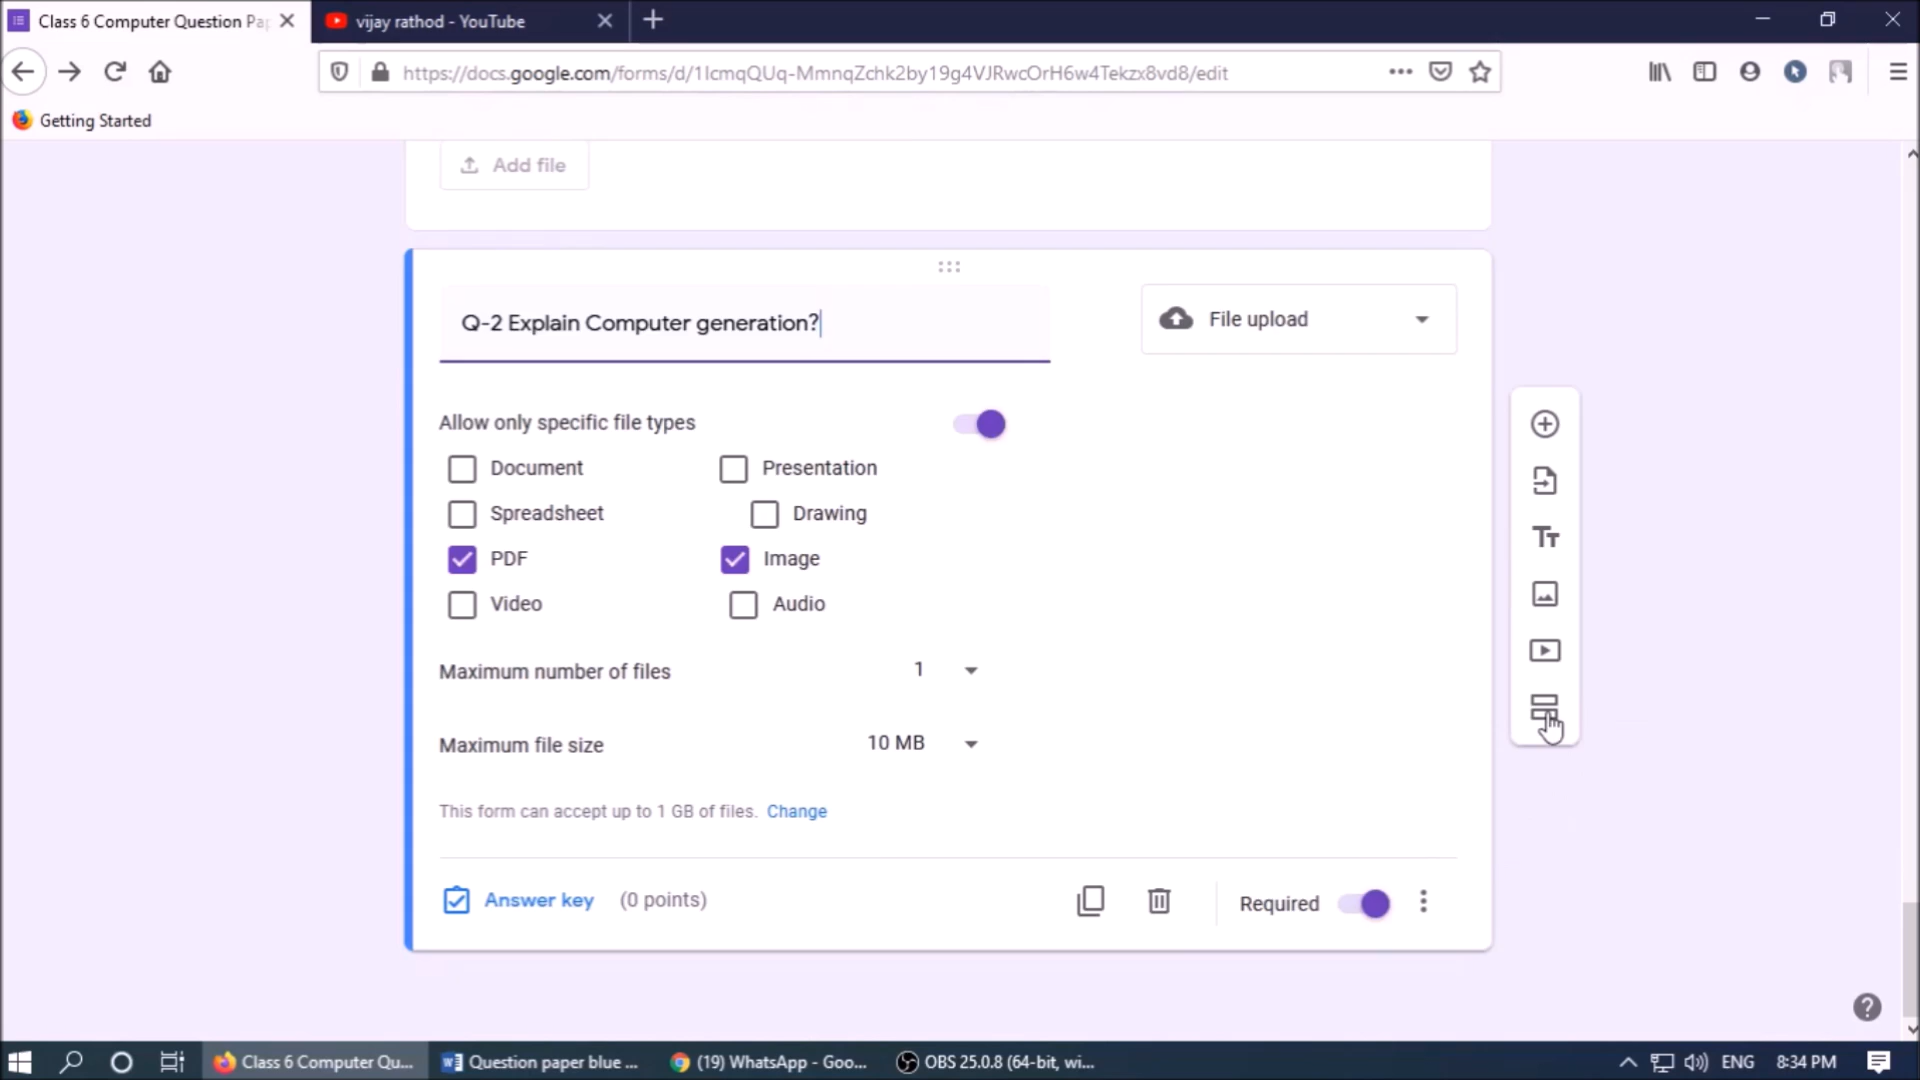 Class 6 Computer Question Pap
vijay rathod - YouTube
https://docs.google.com/forms/d/1IcmqQUq-MmnqZchk2by19g4VJRwcOrH6w4Tekzx8vd8/edit
Getting Started
Add file
Q-2 Explain Computer generation?
File upload
Allow only specific file types
Document
Presentation
Spreadsheet
Drawing
PDF
Image
Video
Audio
Maximum number of files
1
Maximum file size
10 MB
This form can accept up to 1 GB of files. Change
Answer key (0 points)
Required
Class 6 Computer Qu...
Question paper blue ...
(19) WhatsApp - Goo...
OBS 25.0.8 (64-bit, wi...
ENG
8:34 PM